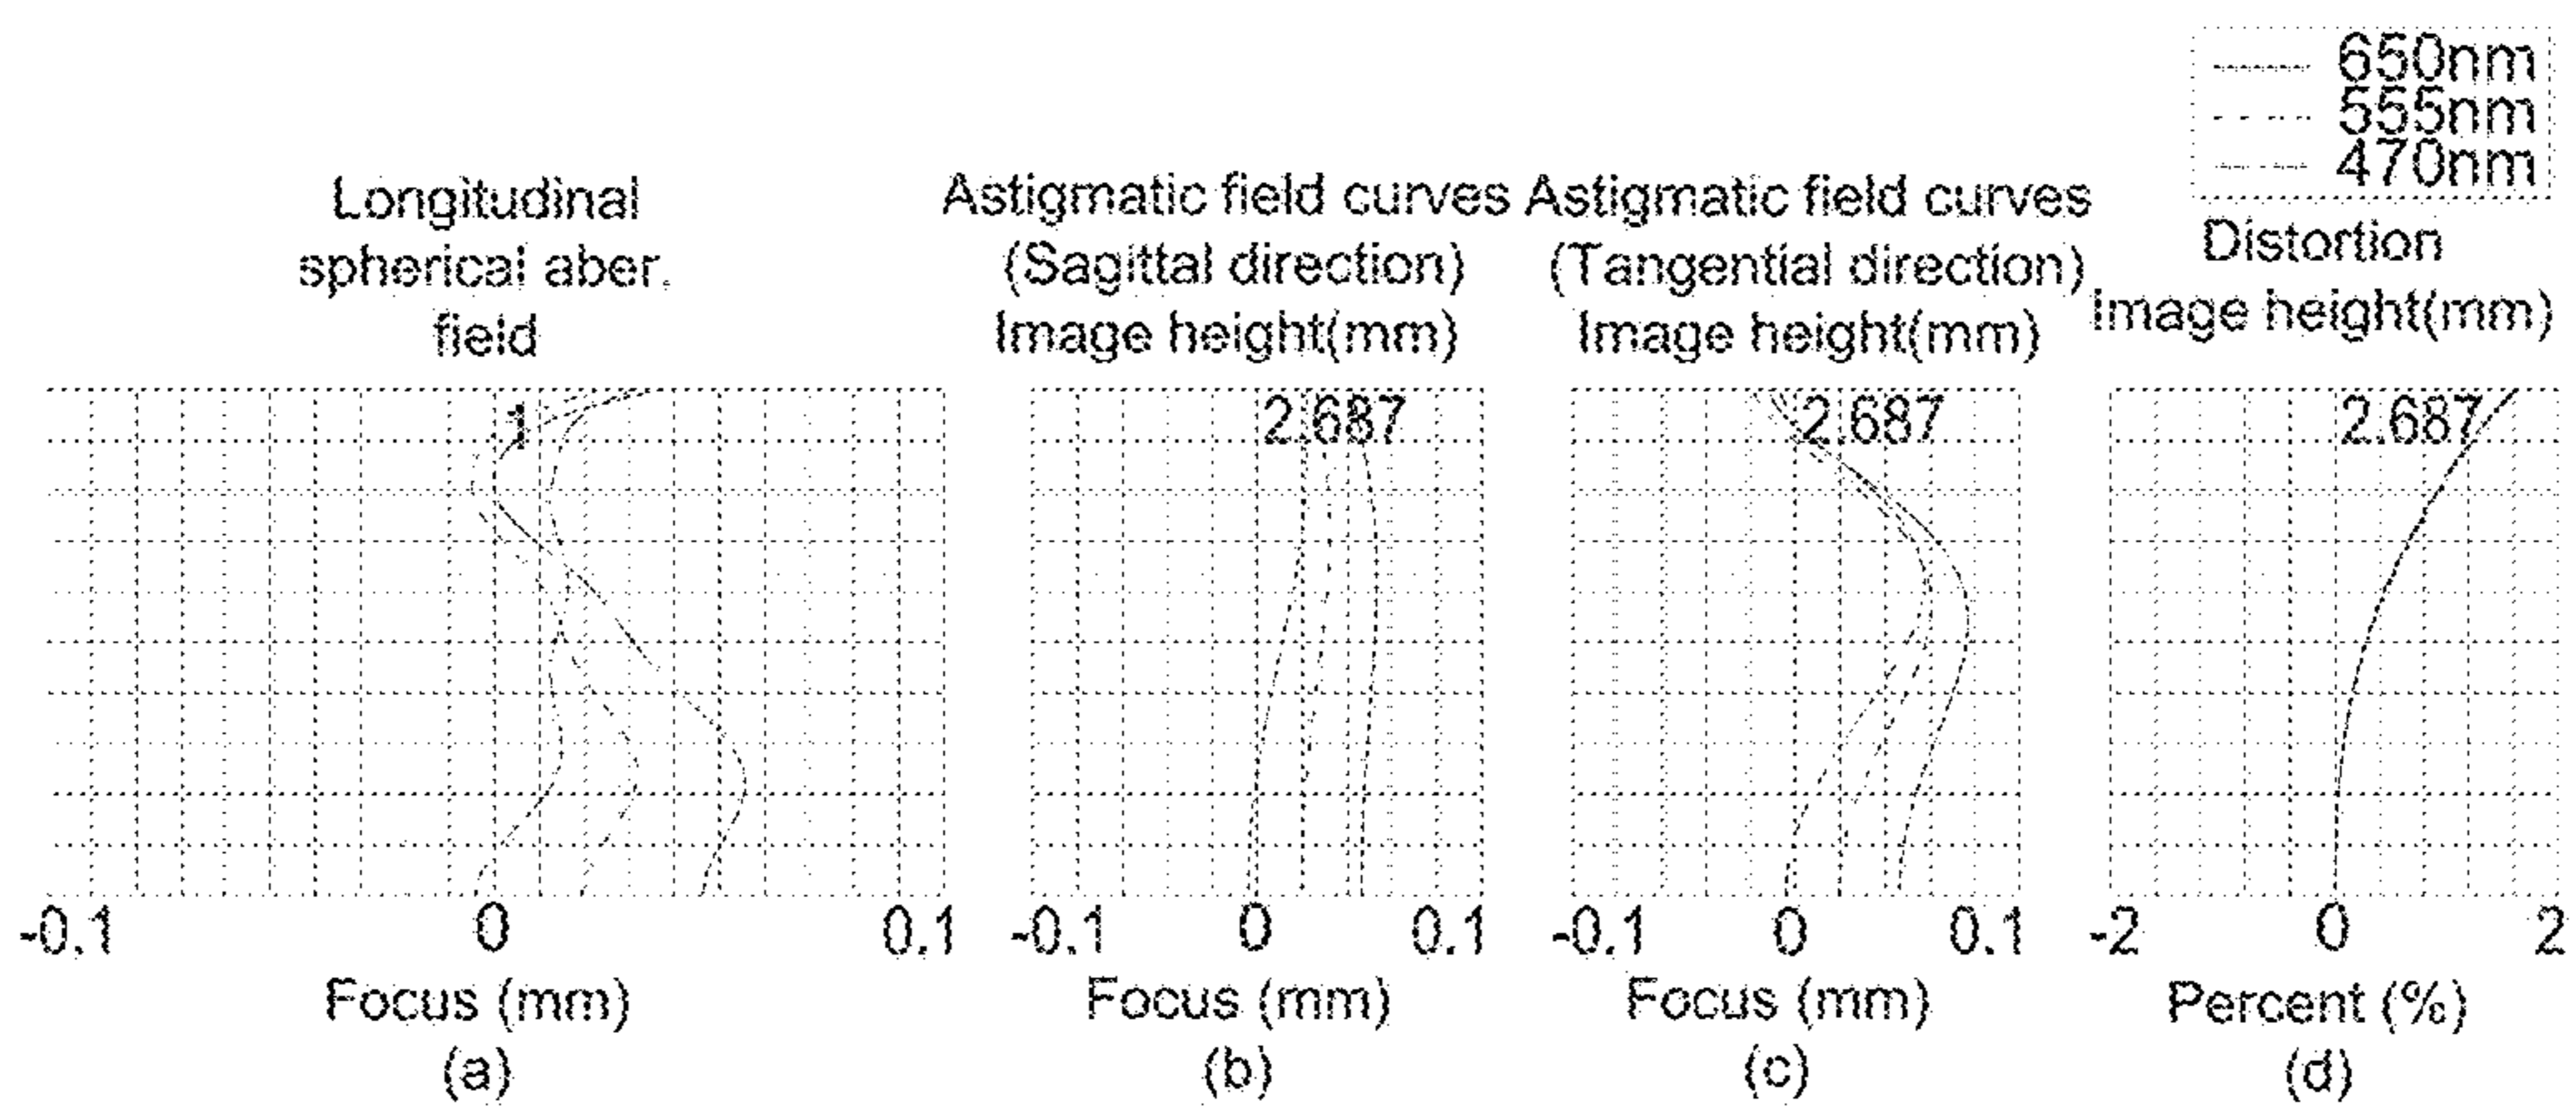 650nm
555nm
470nm
Longitudinal
spherical aber.
field
Astigmatic field curves
(Sagittal direction)
Image height(mm)
Astigmatic field curves
(Tangential direction)
Image height(mm)
Distortion
Image height(mm)
1
2.687
2.687
2.687
-0.1 0 0.1
-0.1 0 0.1
-0.1 0 0.1
-2 0 2
Focus (mm)
Focus (mm)
Focus (mm)
Percent (%)
(a)
(b)
(c)
(d)